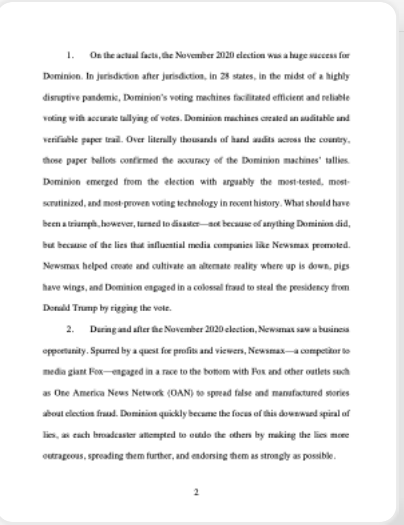 1. On the actual facts, the November 2020 election was a huge success for
Dominion. In jurisdiction after jurisdiction, in 28 states, in the midst of a highly
disruptive pandemic, Dominion's voting machines facilitated efficient and reliable
voting with accurate tallying of votes. Dominion machines created an auditable and
verifiable paper trail. Over literally thousands of hand audits across the country,
those paper ballots confirmed the accuracy of the Dominion machines' tallies.
Dominion emerged from the election with arguably the most-tested, most-
scrutinized, and most-proven voting technology in recent history. What should have
been a triumph, however, turned to disaster—not because of anything Dominion did,
but because of the lies that influential media companies like Newsmax promoted.
Newsmax helped create and cultivate an alternate reality where up is down, pigs
have wings, and Dominion engaged in a colossal fraud to steal the presidency from
Donald Trump by rigging the vote.
2. During and after the November 2020 election, Newsmax saw a business
opportunity. Spurred by a quest for profits and viewers, Newsmax—a competitor to
media giant Fox—engaged in a race to the bottom with Fox and other outlets such
as One America News Network (OAN) to spread false and manufactured stories
about election fraud. Dominion quickly became the focus of this downward spiral of
lies, as each broadcaster attempted to outdo the others by making the lies more
outrageous, spreading them further, and endorsing them as strongly as possible.
2